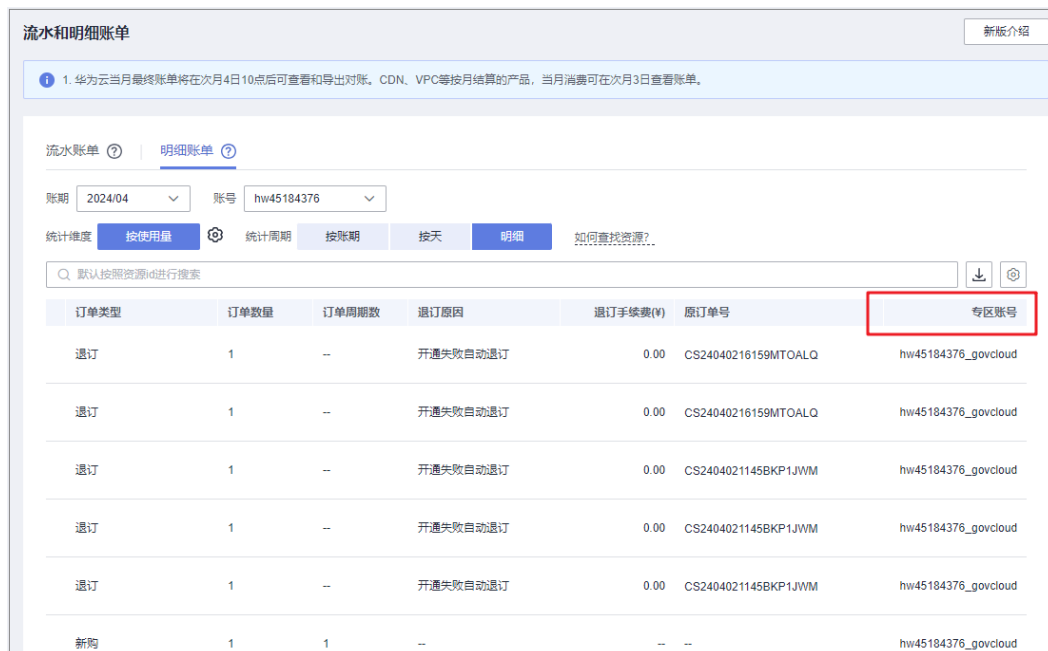 流水和明细账单
新版介绍
1. 华为云当月最终账单将在次月4日10点后可查看和导出对账。CDN、VPC等按月结算的产品，当月消费可在次月3日查看账单。
流水账单 明细账单
账期 2024/04 账号 hw45184376
统计维度 按使用量 统计周期 按账期 按天 明细 如何查找资源?
默认按照资源id进行搜索
订单类型 订单数量 订单周期数 退订原因 退订手续费(¥) 原订单号 专区账号
退订 1 -- 开通失败自动退订 0.00 CS24040216159MTOALQ hw45184376_govcloud
退订 1 -- 开通失败自动退订 0.00 CS24040216159MTOALQ hw45184376_govcloud
退订 1 -- 开通失败自动退订 0.00 CS2404021145BKP1JWM hw45184376_govcloud
退订 1 -- 开通失败自动退订 0.00 CS2404021145BKP1JWM hw45184376_govcloud
退订 1 -- 开通失败自动退订 0.00 CS2404021145BKP1JWM hw45184376_govcloud
新购 1 1 -- -- -- hw45184376_govcloud